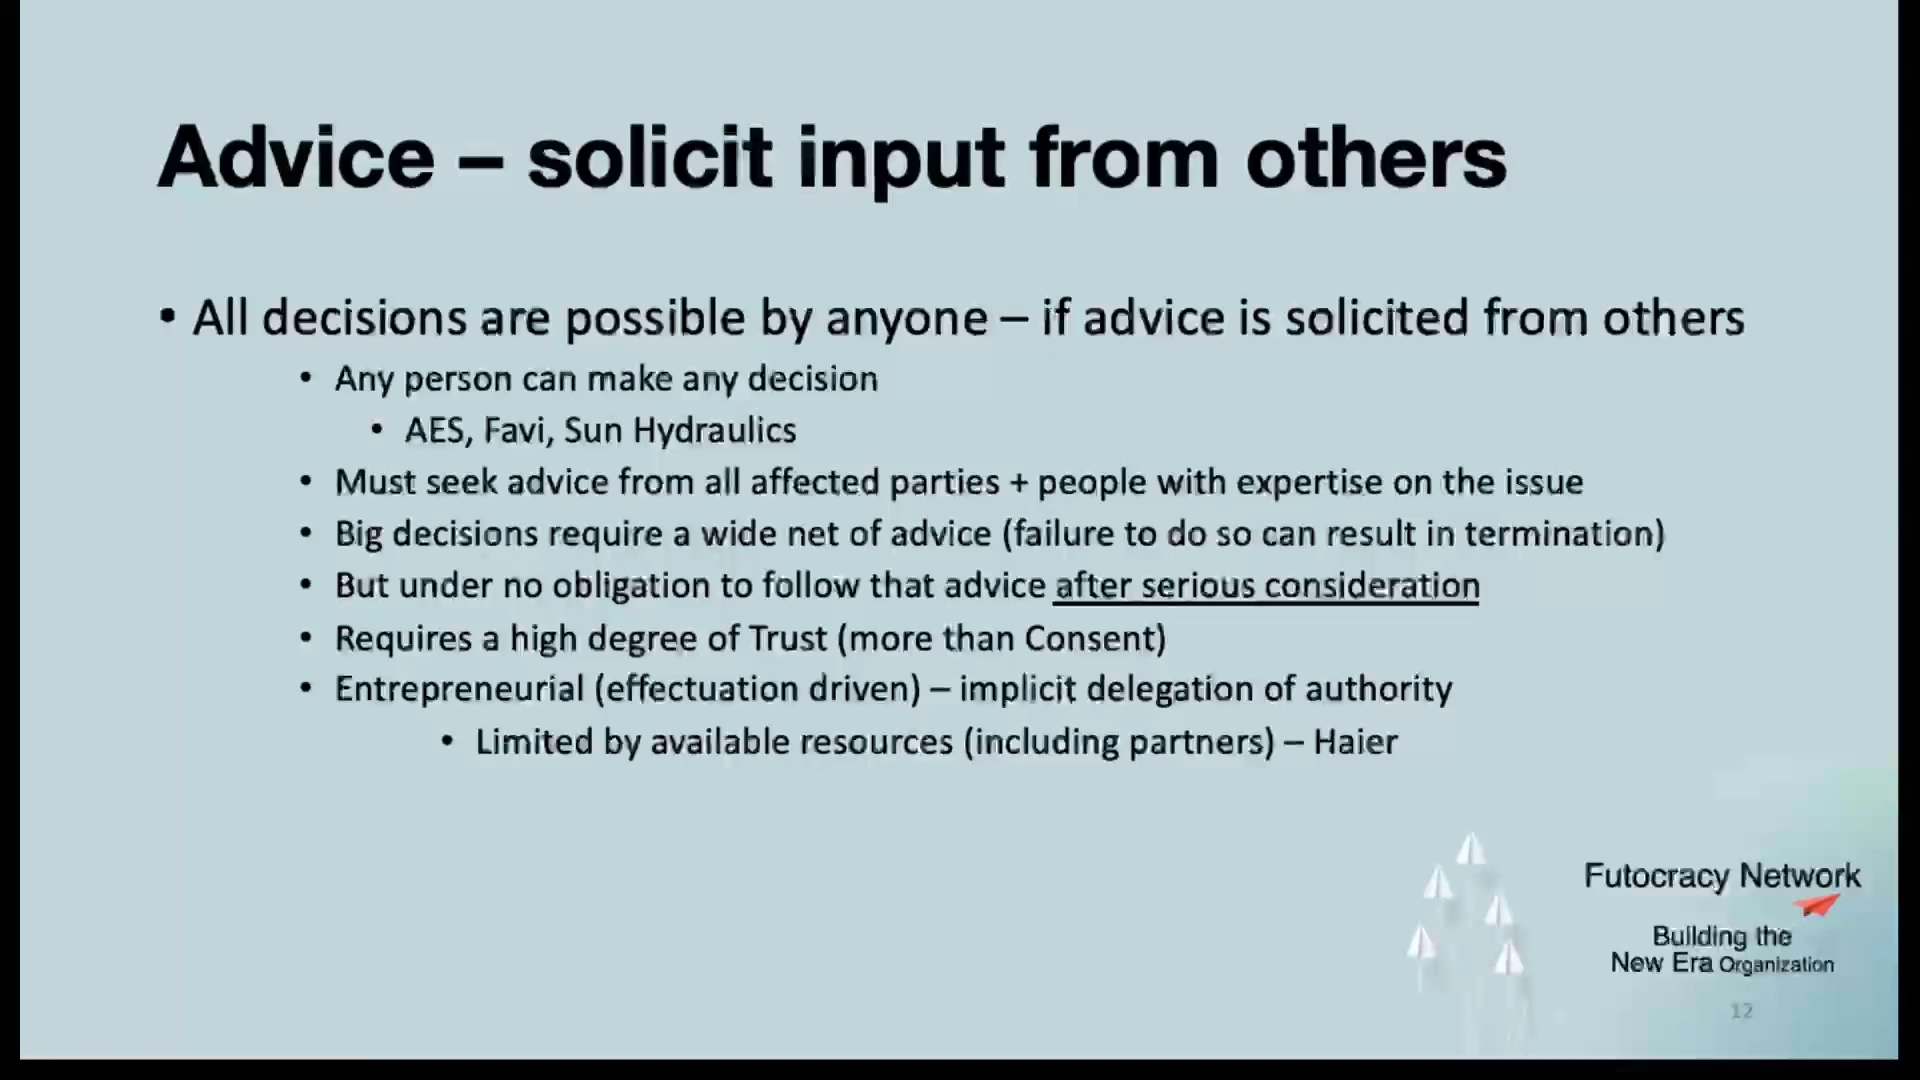 Advice – solicit input from others
• All decisions are possible by anyone – if advice is solicited from others
• Any person can make any decision
• AES, Favi, Sun Hydraulics
• Must seek advice from all affected parties + people with expertise on the issue
• Big decisions require a wide net of advice (failure to do so can result in termination)
• But under no obligation to follow that advice after serious consideration
• Requires a high degree of Trust (more than Consent)
• Entrepreneurial (effectuation driven) – implicit delegation of authority
• Limited by available resources (including partners) – Haier
Futocracy Network
Building the
New Era Organization
12